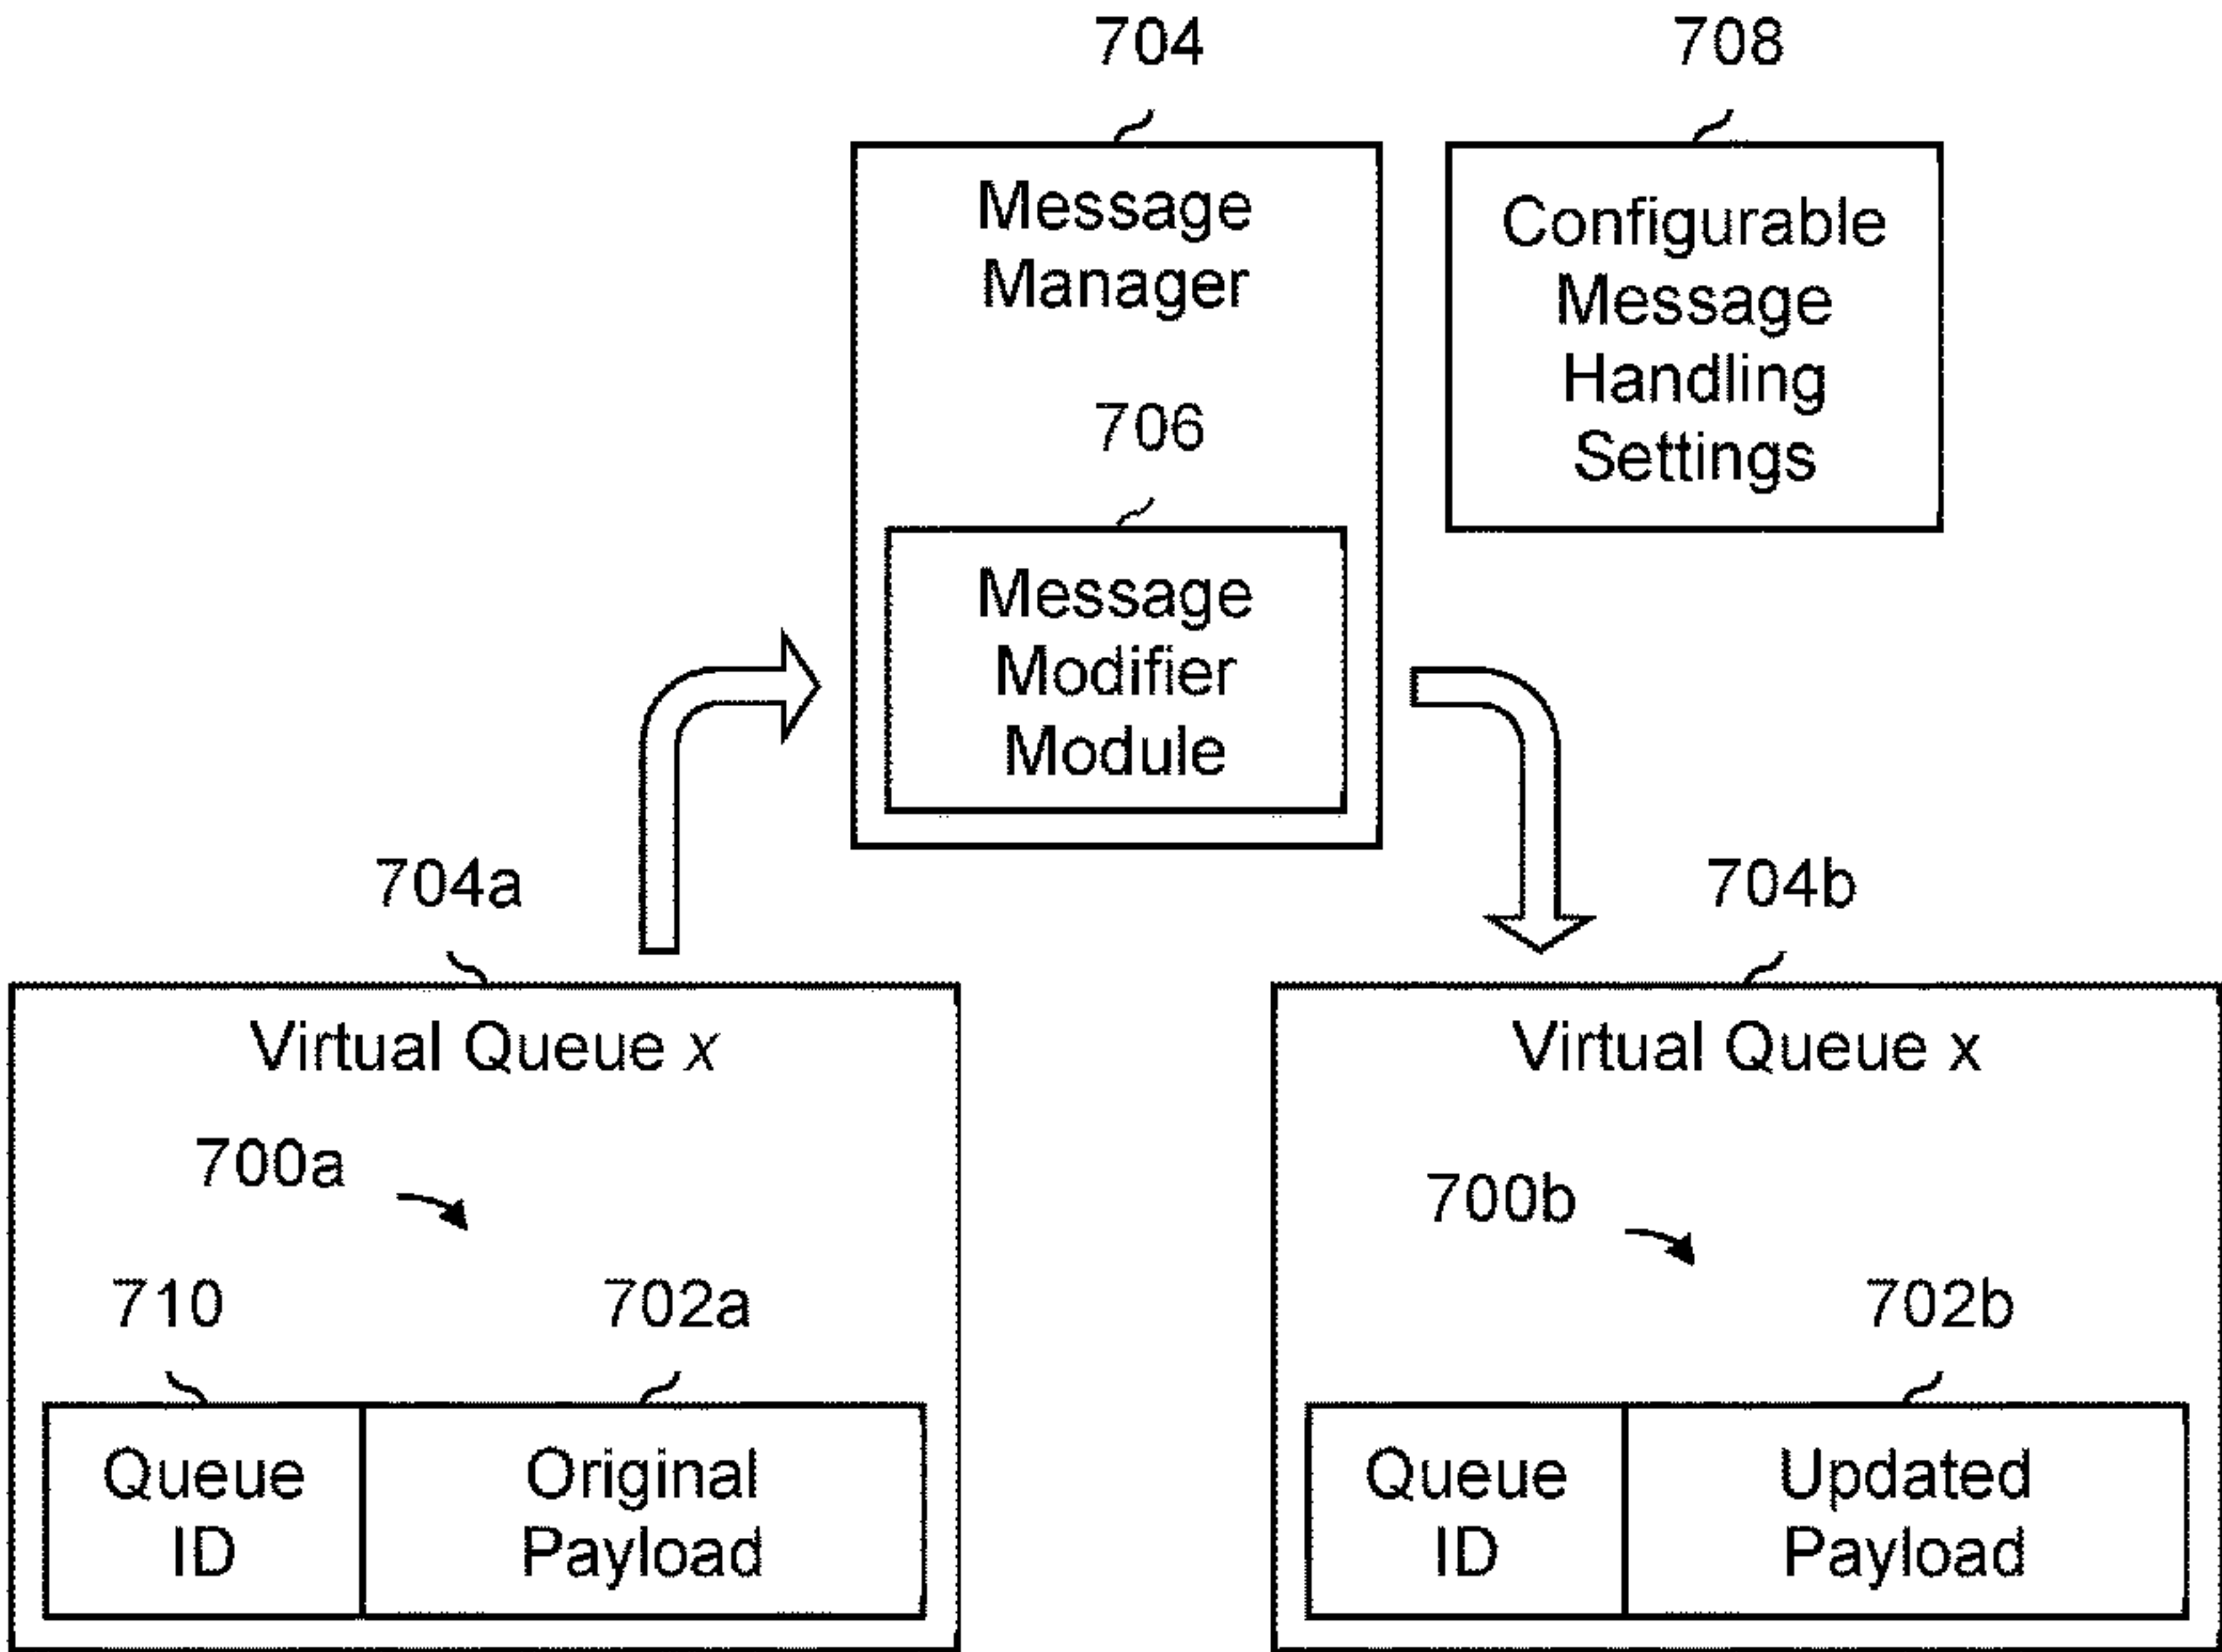 704
708
Message
Manager
Configurable
Message
Handling
Settings
706
Message
Modifier
Module
704a
704b
Virtual Queue x
700a
710
702a
Queue
ID
Original
Payload
Virtual Queue x
700b
702b
Queue
ID
Updated
Payload